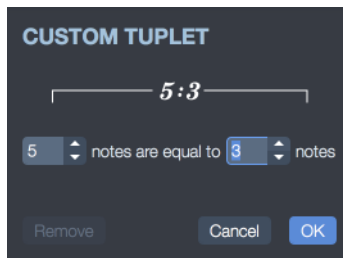 CUSTOM TUPLET
5:3
5 notes are equal to 3 notes
Remove Cancel OK